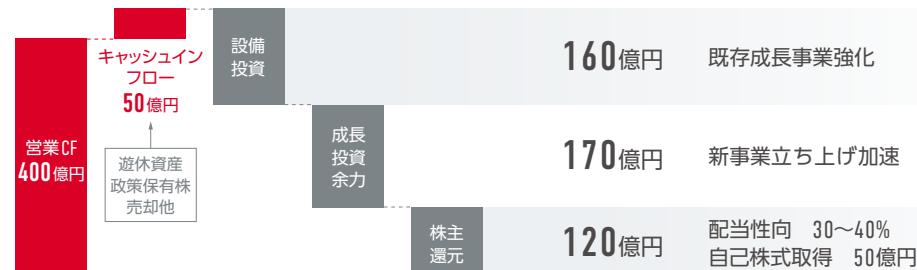 営業CF
400億円
キャッシュイン
フロー
50億円
遊休資産
政策保有株
売却他
設備
投資
160億円 既存成長事業強化
成長
投資
余力
170億円 新事業立ち上げ加速
株主
還元
120億円
配当性向 30〜40%
自己株式取得 50億円